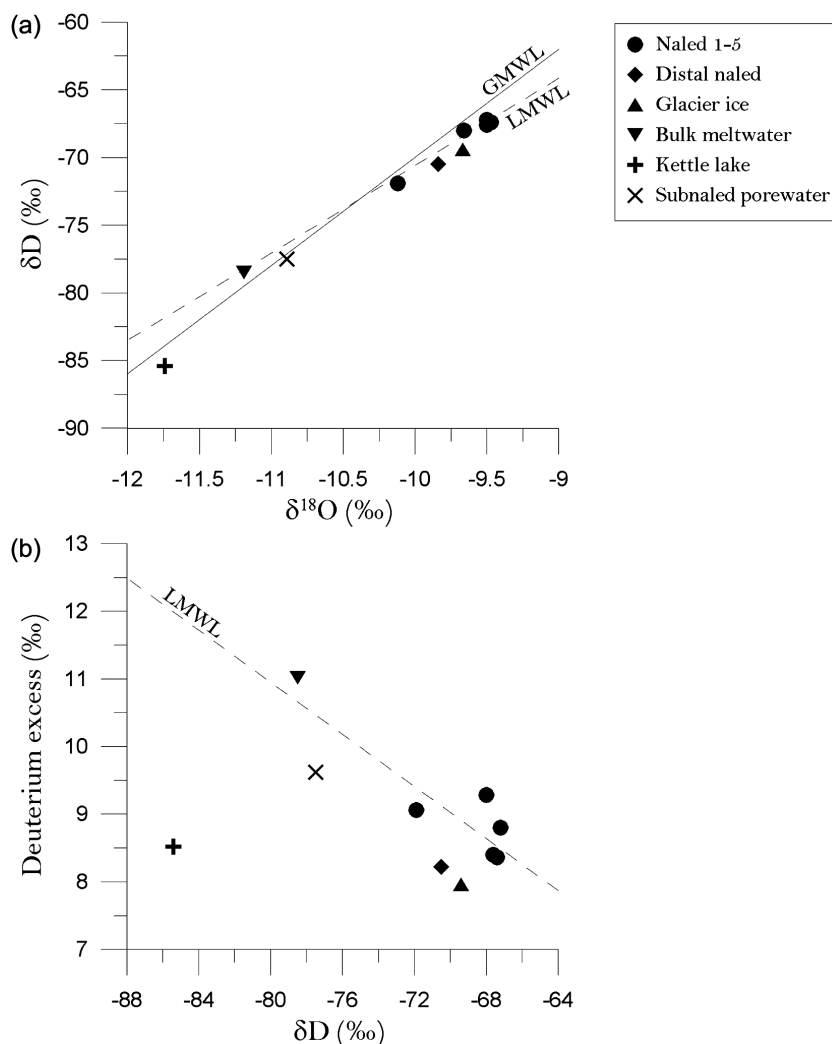 (a)
-60
-65
-70
-75
-80
-85
-90
δD (‰)
GMWL
LMWL
-12 -11.5 -11 -10.5 -10 -9.5 -9
δ¹⁸O (‰)
Naled 1-5
Distal naled
Glacier ice
Bulk meltwater
Kettle lake
Subnaled porewater
(b)
13
12
11
10
9
8
7
Deuterium excess (‰)
LMWL
-88 -84 -80 -76 -72 -68 -64
δD (‰)